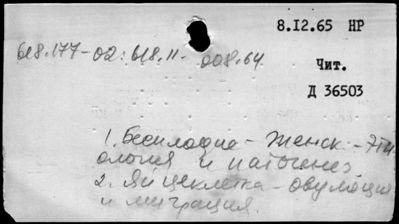 8.12.65 НР
618.177-02:618.11-008.64
Чит.
Д 36503
1. Бесплодие - Женск. - Эти-
ология и патогенез
2. Яйцеклетка - овуляция
и миграция.